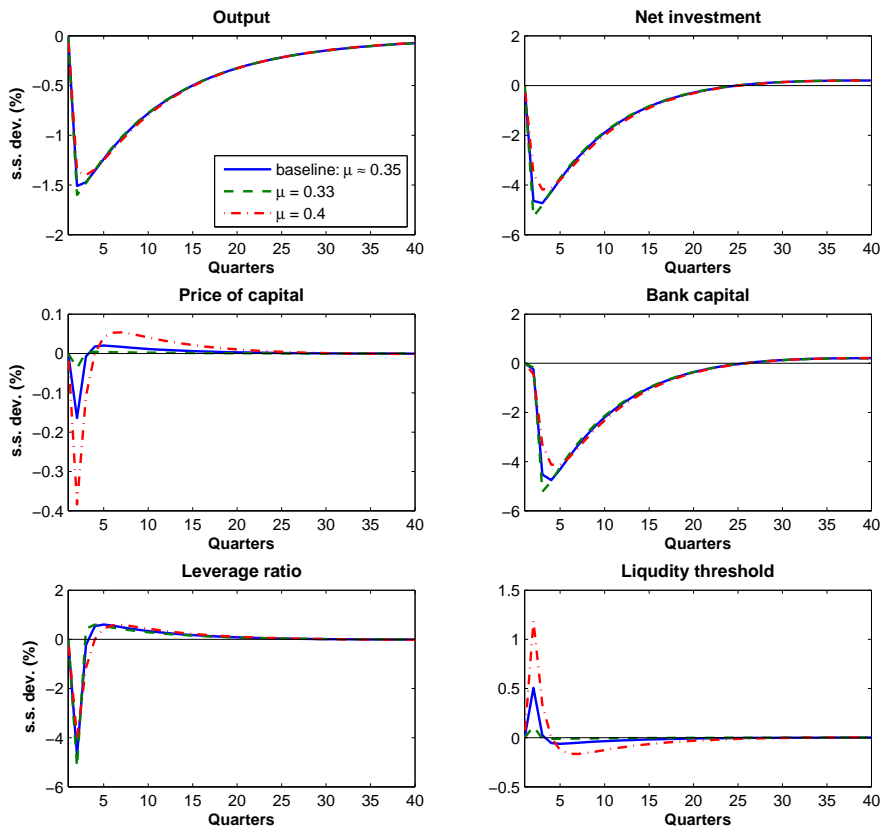 Output
0
−0.5
−1
−1.5
−2
s.s. dev. (%)
baseline: μ ≈ 0.35
μ = 0.33
μ = 0.4
5 10 15 20 25 30 35 40
Quarters
Net investment
2
0
−2
−4
−6
5 10 15 20 25 30 35 40
Quarters
Price of capital
0.1
0
−0.1
−0.2
−0.3
−0.4
s.s. dev. (%)
5 10 15 20 25 30 35 40
Quarters
Bank capital
2
0
−2
−4
−6
5 10 15 20 25 30 35 40
Quarters
Leverage ratio
2
0
−2
−4
−6
s.s. dev. (%)
5 10 15 20 25 30 35 40
Quarters
Liqudity threshold
1.5
1
0.5
0
−0.5
5 10 15 20 25 30 35 40
Quarters